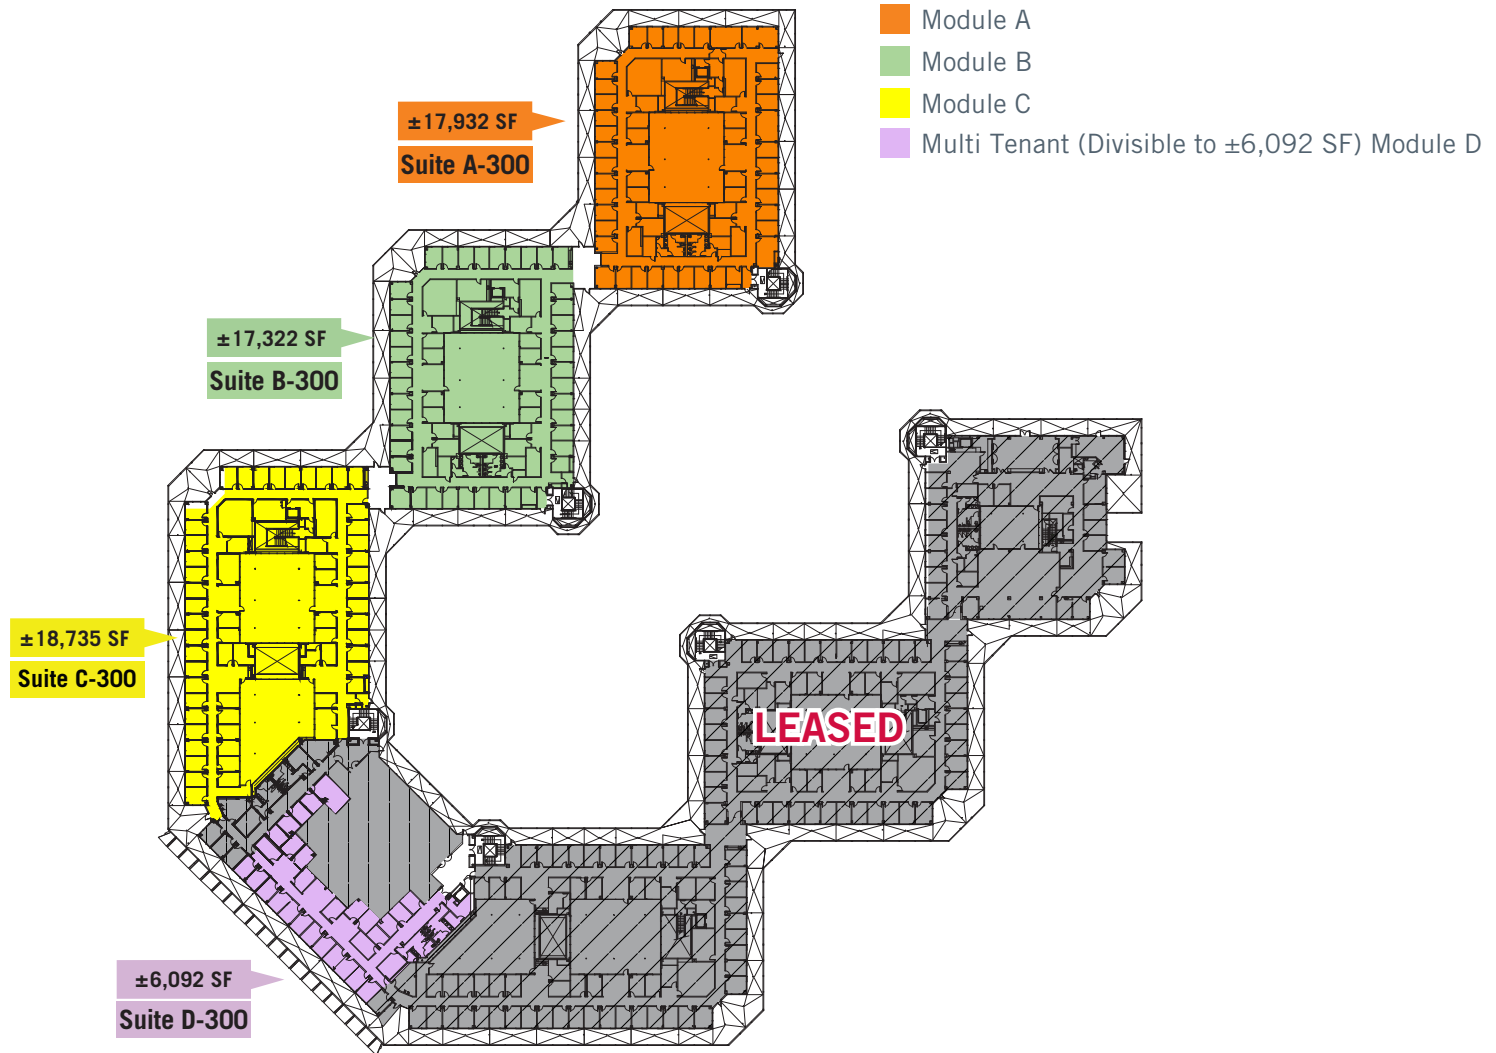 Module A
Module B
Module C
Multi Tenant (Divisible to ±6,092 SF) Module D
±17,932 SF
Suite A-300
±17,322 SF
Suite B-300
±18,735 SF
Suite C-300
LEASED
±6,092 SF
Suite D-300